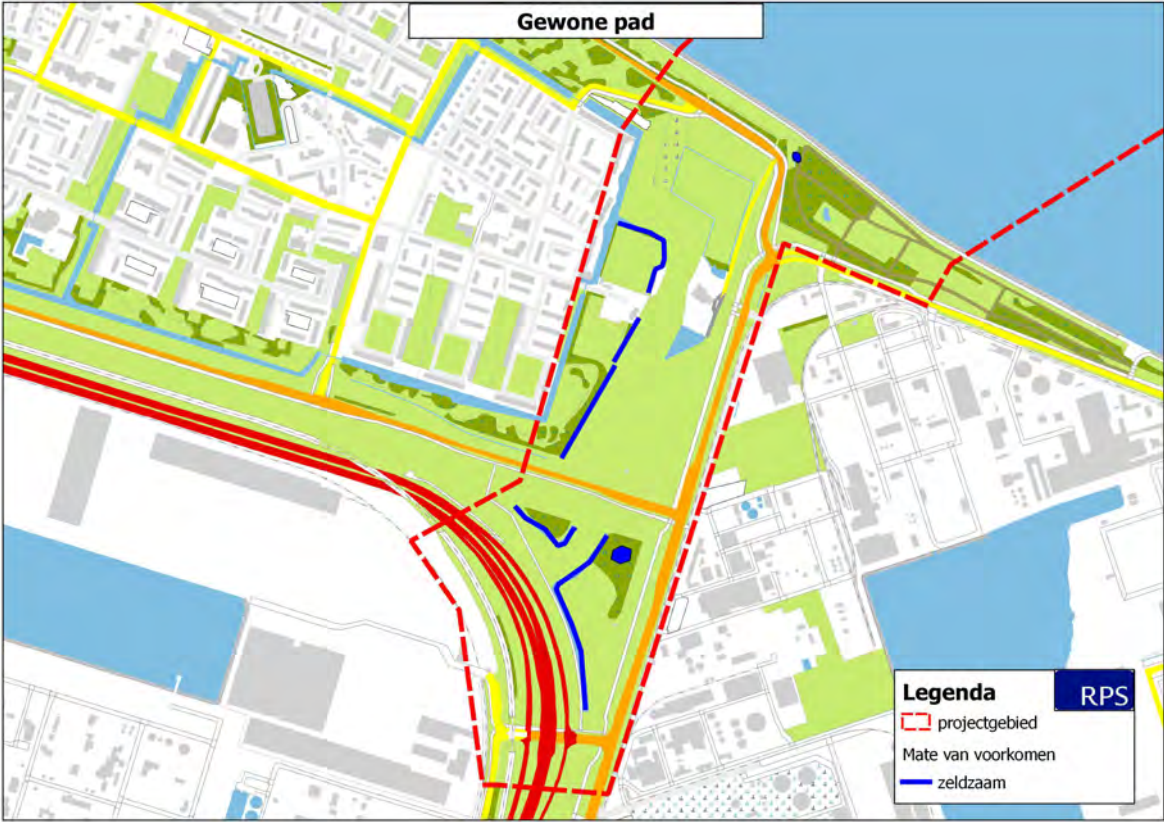 Gewone pad
Legenda
RPS
projectgebied
Mate van voorkomen
zeldzaam